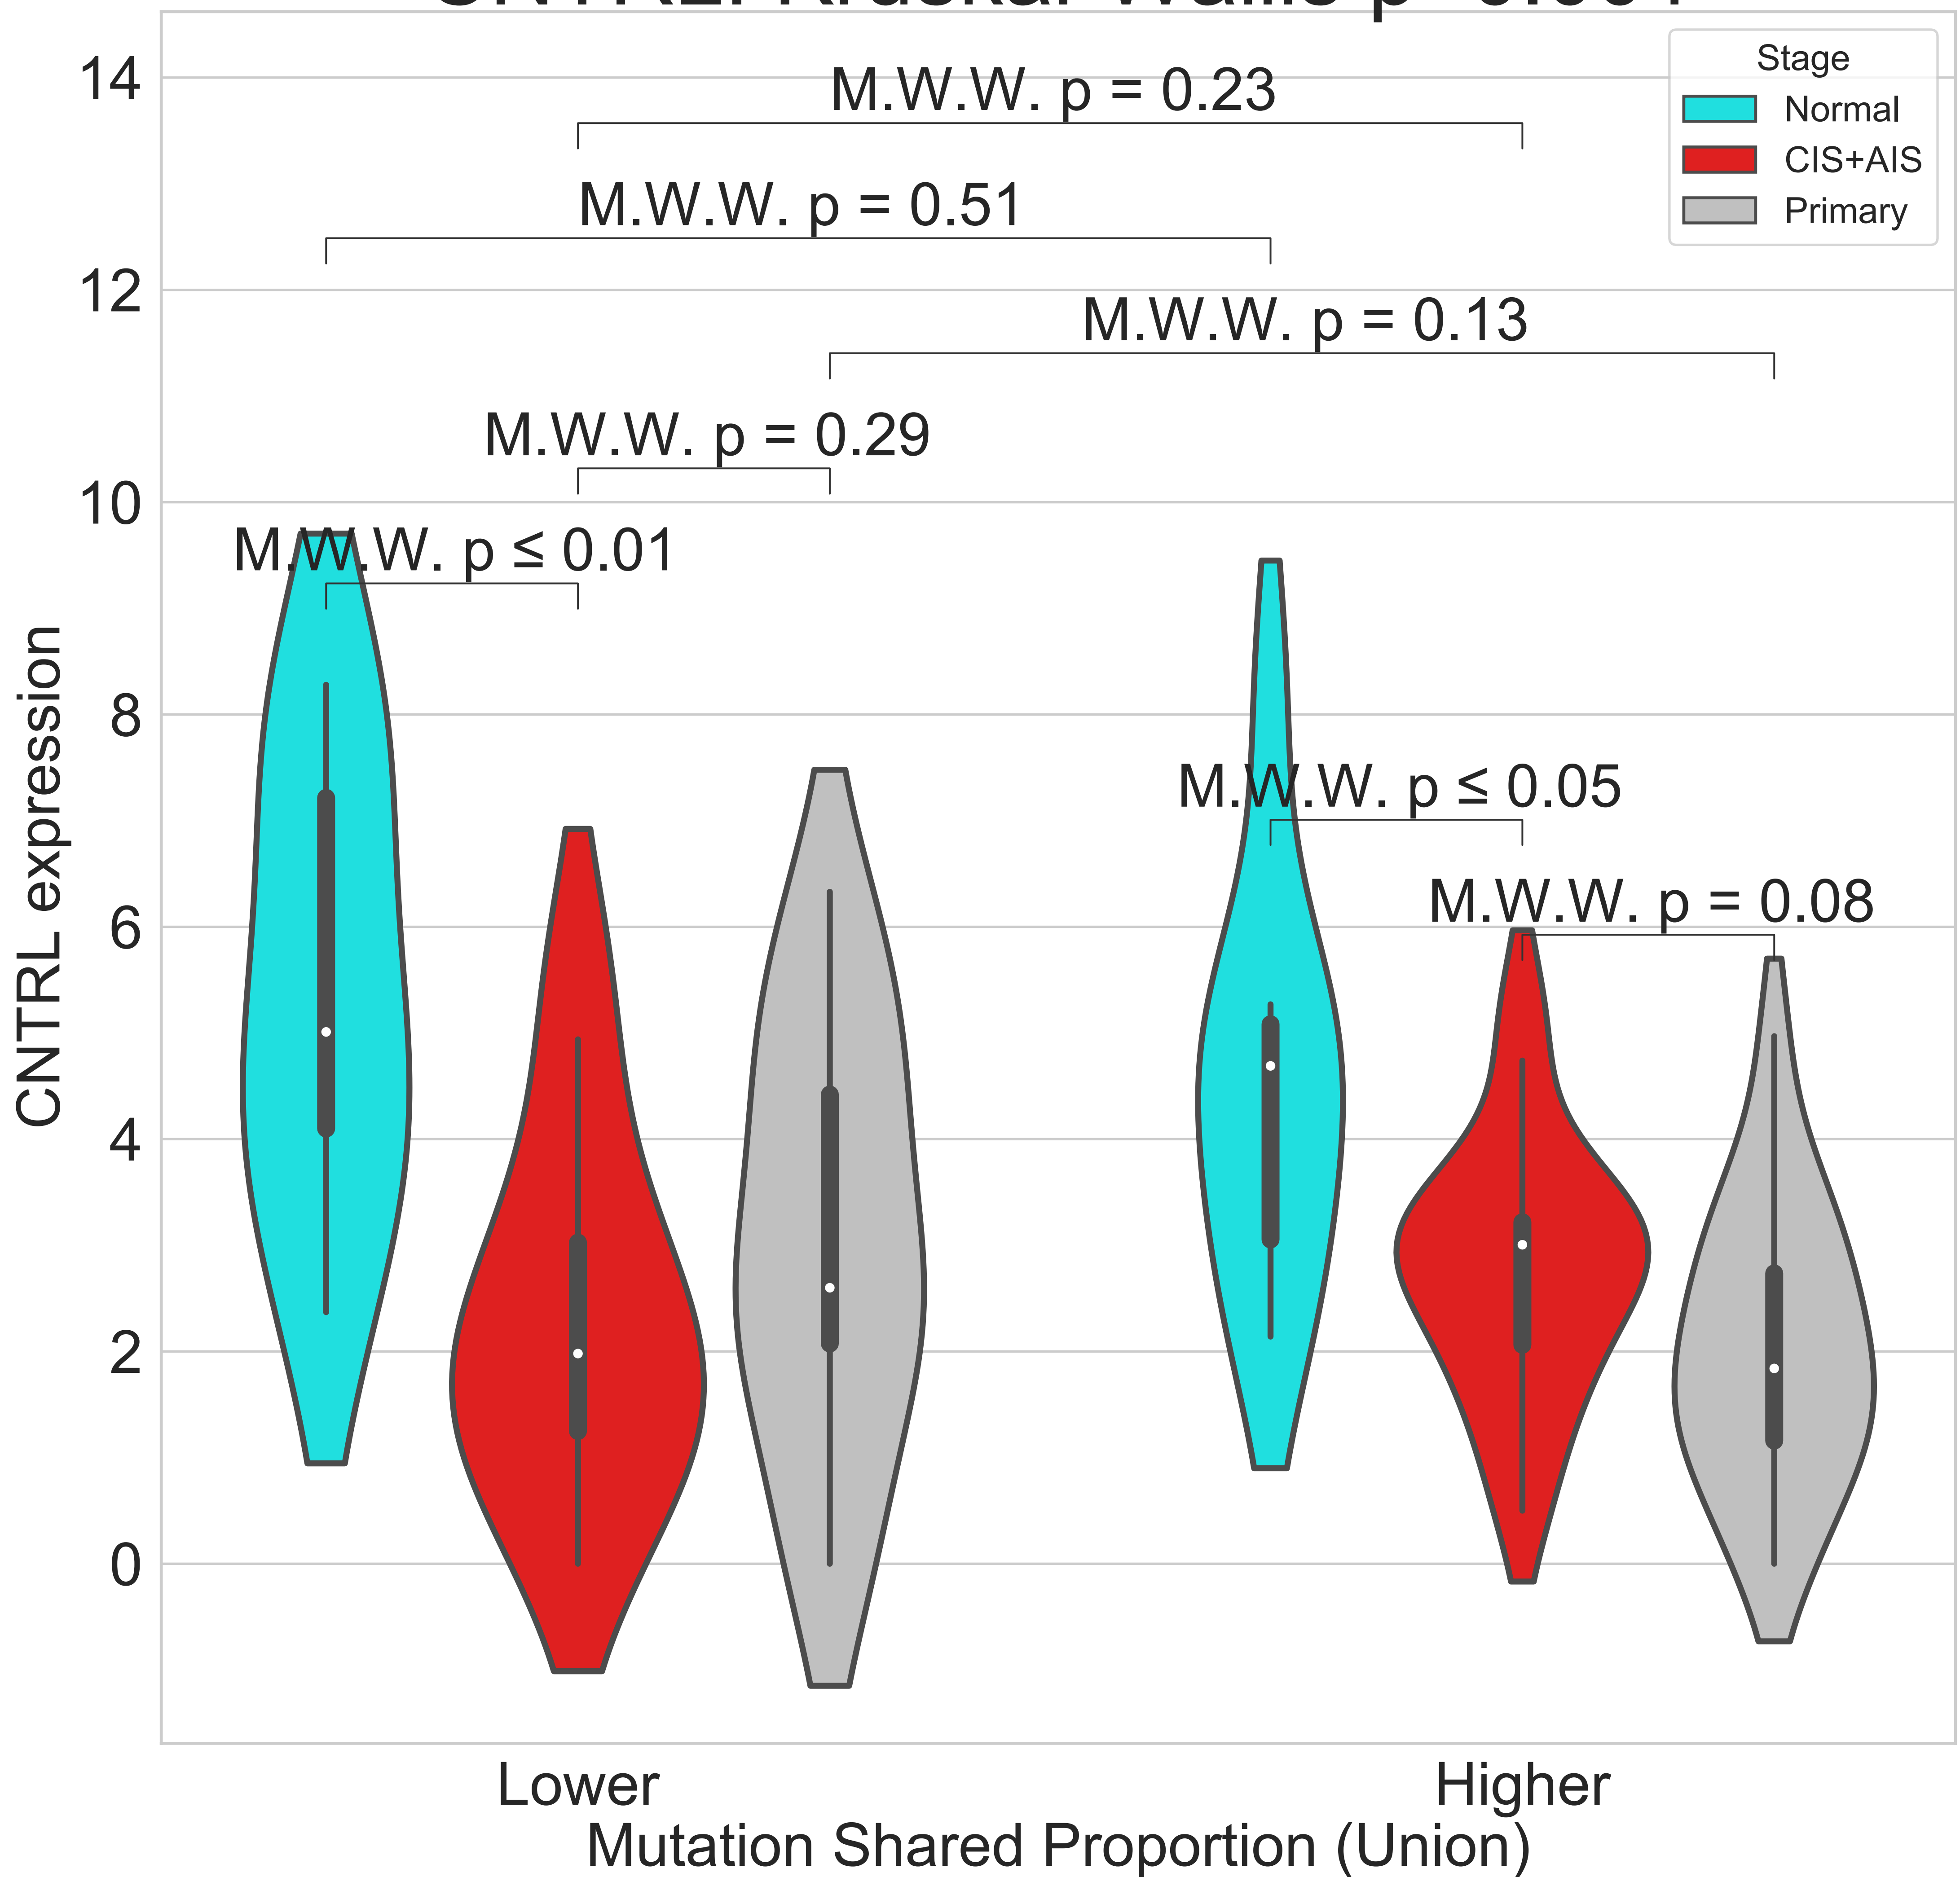 14
12
10
8
6
4
2
0
CNTRL expression
M.W.W. p = 0.23
M.W.W. p = 0.51
M.W.W. p = 0.13
M.W.W. p = 0.29
M.W.W. p ≤ 0.01
M.W.W. p ≤ 0.05
M.W.W. p = 0.08
Stage
Normal
CIS+AIS
Primary
Lower
Higher
Mutation Shared Proportion (Union)